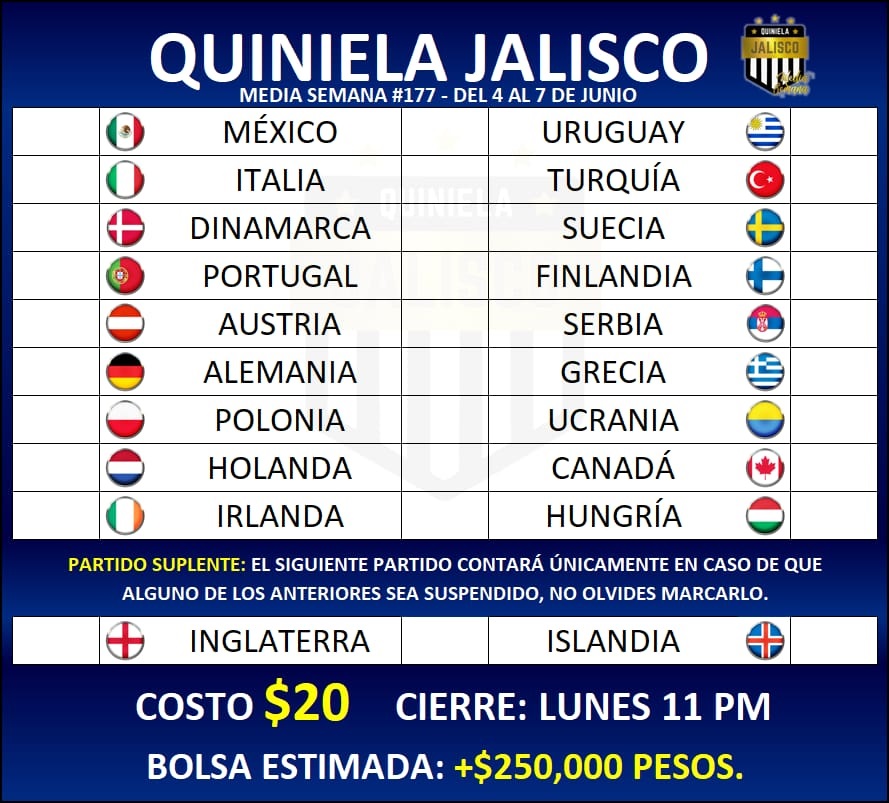 QUINIELA JALISCO
QUINIELA
JALISCO
Media
Semana
MEDIA SEMANA #177 - DEL 4 AL 7 DE JUNIO
MÉXICO URUGUAY
ITALIA TURQUÍA
QUINIELA
DINAMARCA SUECIA
PORTUGAL FINLANDIA
JALISCO
AUSTRIA SERBIA
ALEMANIA GRECIA
POLONIA UCRANIA
HOLANDA CANADÁ
IRLANDA HUNGRÍA
PARTIDO SUPLENTE: EL SIGUIENTE PARTIDO CONTARÁ ÚNICAMENTE EN CASO DE QUE
ALGUNO DE LOS ANTERIORES SEA SUSPENDIDO, NO OLVIDES MARCARLO.
INGLATERRA ISLANDIA
COSTO $20 CIERRE: LUNES 11 PM
BOLSA ESTIMADA: +$250,000 PESOS.